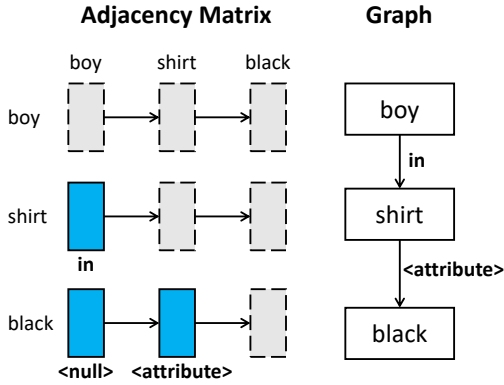 Adjacency Matrix
Graph
boy shirt black
boy
boy
in
shirt
shirt
in
<attribute>
black
black
<null> <attribute>